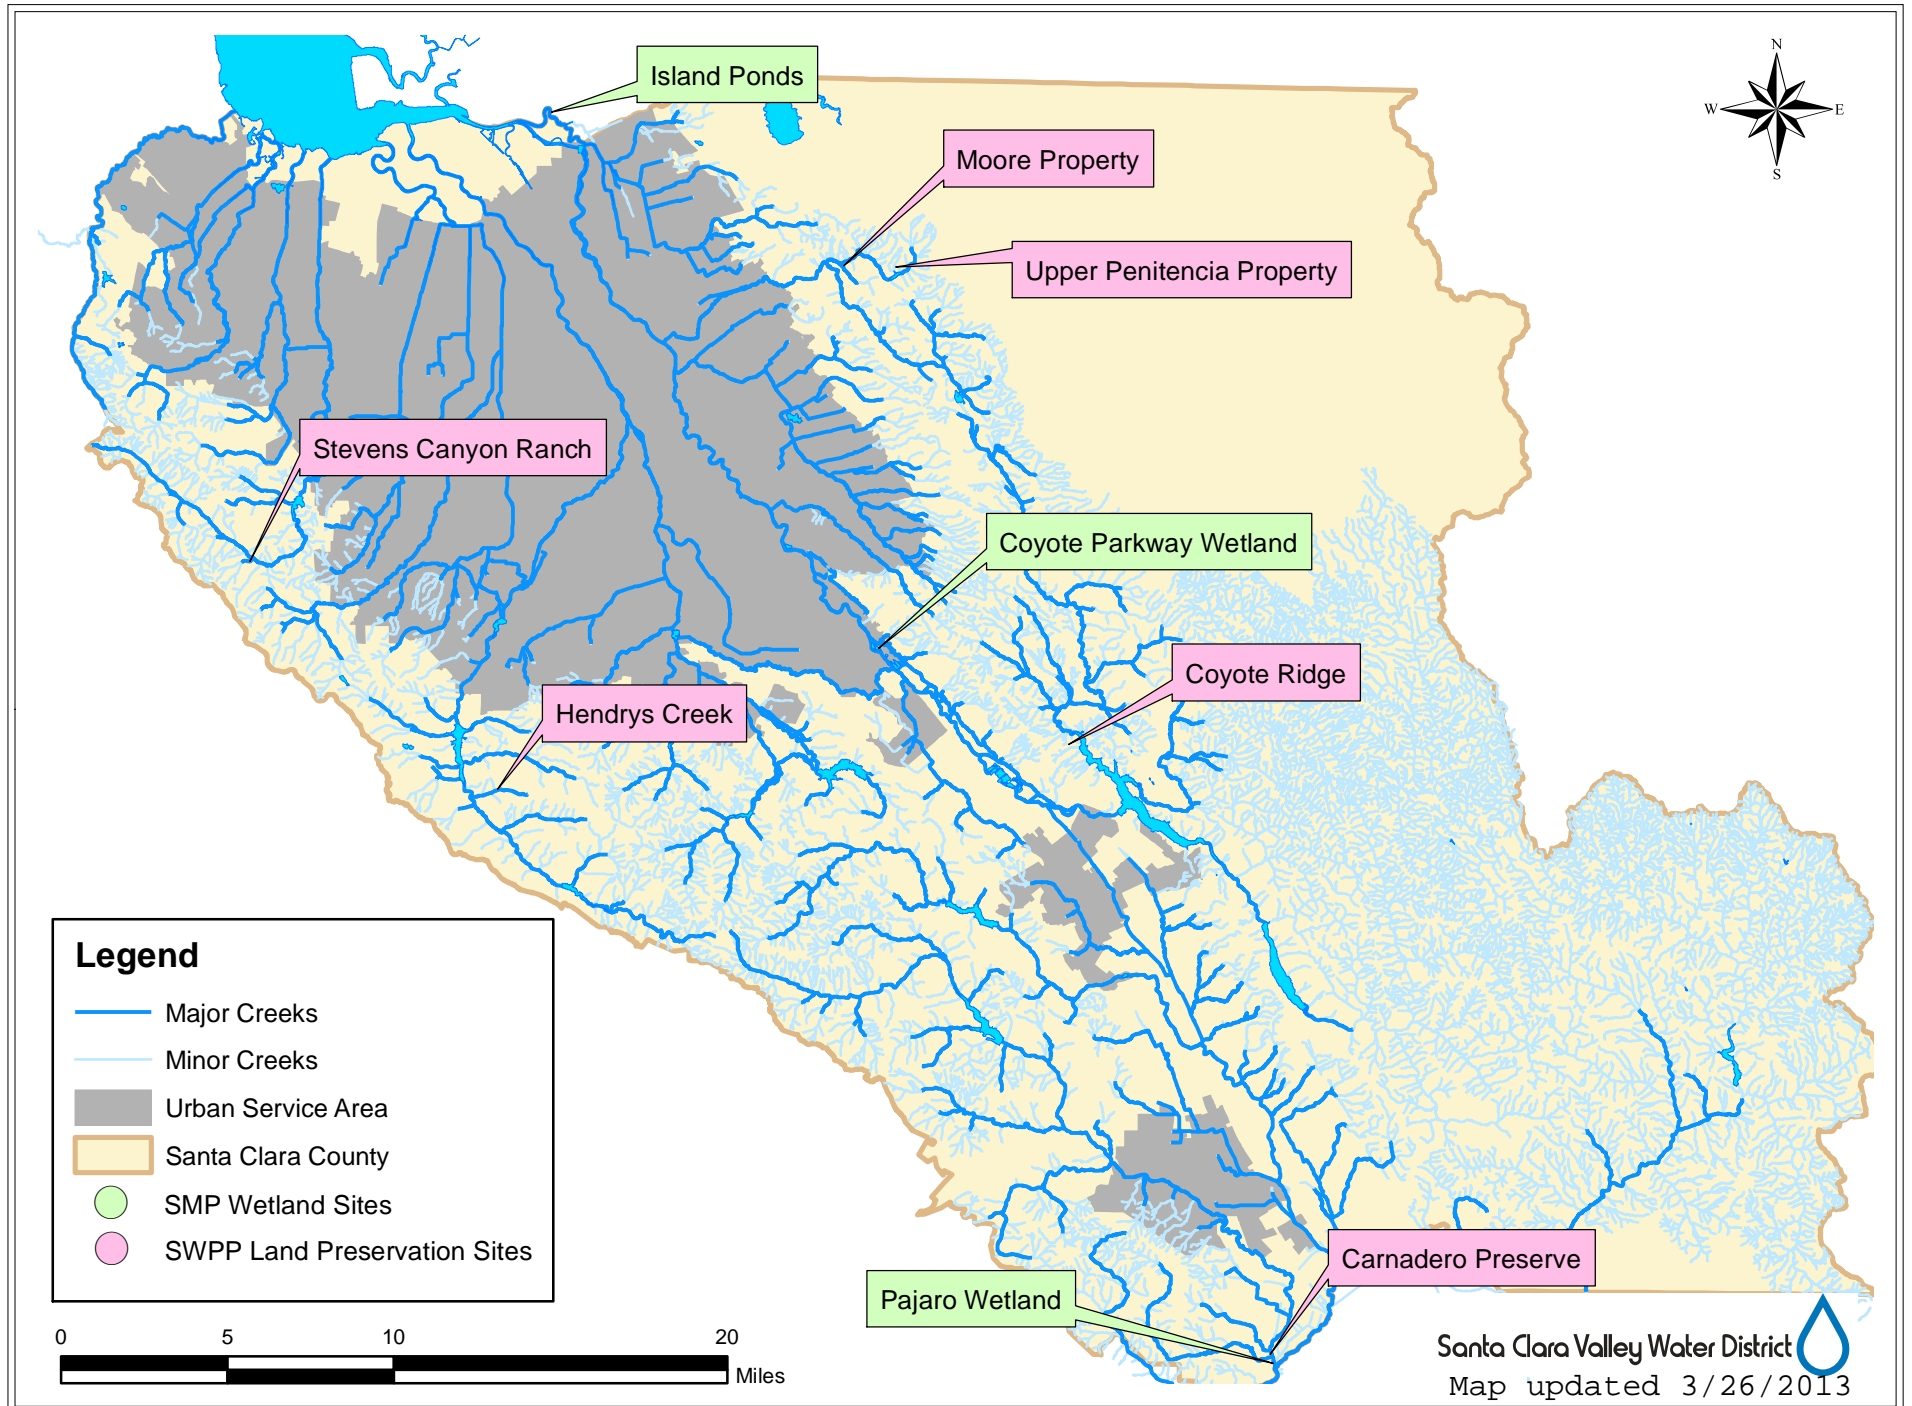 Island Ponds
N
W
E
S
Moore Property
Upper Penitencia Property
Stevens Canyon Ranch
Coyote Parkway Wetland
Coyote Ridge
Hendrys Creek
Legend
Major Creeks
Minor Creeks
Urban Service Area
Santa Clara County
SMP Wetland Sites
SWPP Land Preservation Sites
Carnadero Preserve
Pajaro Wetland
0 5 10 20
Miles
Santa Clara Valley Water District
Map updated 3/26/2013